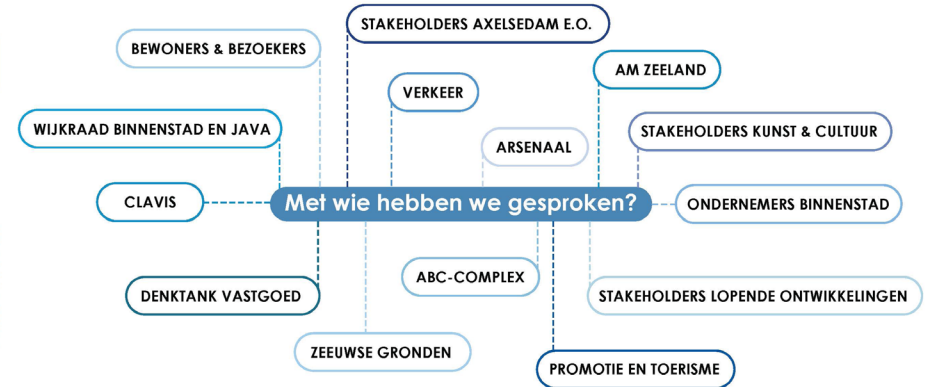 STAKEHOLDERS AXELSEDAM E.O.
BEWONERS & BEZOEKERS
AM ZEELAND
VERKEER
WIJKRAAD BINNENSTAD EN JAVA
STAKEHOLDERS KUNST & CULTUUR
ARSENAAL
CLAVIS
Met wie hebben we gesproken?
ONDERNEMERS BINNENSTAD
ABC-COMPLEX
DENKTANK VASTGOED
STAKEHOLDERS LOPENDE ONTWIKKELINGEN
ZEEUWSE GRONDEN
PROMOTIE EN TOERISME